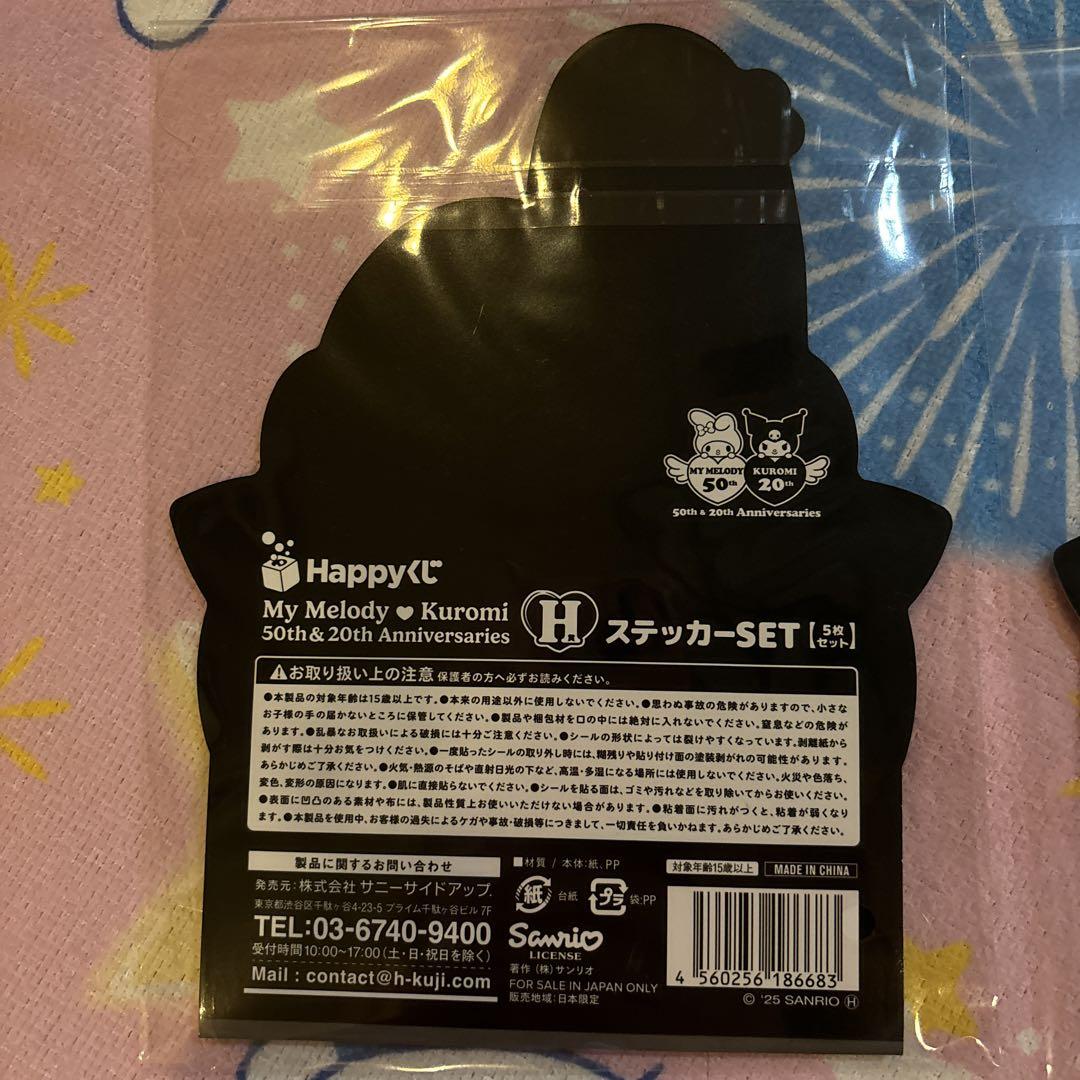 MY MELODY 50th
KUROMI 20th
50th & 20th Anniversaries
Happyくじ
My Melody ♥ Kuromi
50th & 20th Anniversaries
H ステッカーSET【5枚セット】
⚠お取り扱い上の注意 保護者の方へ必ずお読みください。
●本製品の対象年齢は15歳以上です。●本来の用途以外に使用しないでください。●思わぬ事故の危険がありますので、小さな
お子様の手の届かないところに保管してください。●製品や梱包材を口の中には絶対に入れないでください。窒息などの危険が
あります。●乱暴なお取扱いによる破損には十分ご注意ください。●シールの形状によっては裂けやすくなっています。剥離紙から
剥がす際は十分お気をつけください。●一度貼ったシールの取り外し時には、糊残りや貼り付け面の塗装剥がれの可能性があります。
あらかじめご了承ください。●火気・熱源のそばや直射日光の下など、高温・多湿になる場所には使用しないでください。火災や色落ち、
変色、変形の原因になります。●肌に直接貼らないでください。●シールを貼る面は、ゴミや汚れなどを取り除いてからお使いください。
●表面に凹凸のある素材や布には、製品性質上お使いいただけない場合があります。●粘着面に汚れがつくと、粘着が弱くなり
ます。●本製品を使用中、お客様の過失によるケガや事故・破損等につきまして、一切責任を負いかねます。あらかじめご了承ください。
製品に関するお問い合わせ
発売元:株式会社 サニーサイドアップ.
東京都渋谷区千駄ヶ谷4-23-5 プライム千駄ヶ谷ビル 7F
TEL:03-6740-9400
受付時間10:00~17:00(土・日・祝日を除く)
Mail : contact@h-kuji.com
■材質 / 本体:紙、PP
紙 台紙 プラ 袋:PP
Sanrio
LICENSE
著作 (株)サンリオ
FOR SALE IN JAPAN ONLY
販売地域:日本限定
対象年齢15歳以上 MADE IN CHINA
4 560256 186683
© '25 SANRIO Ⓗ